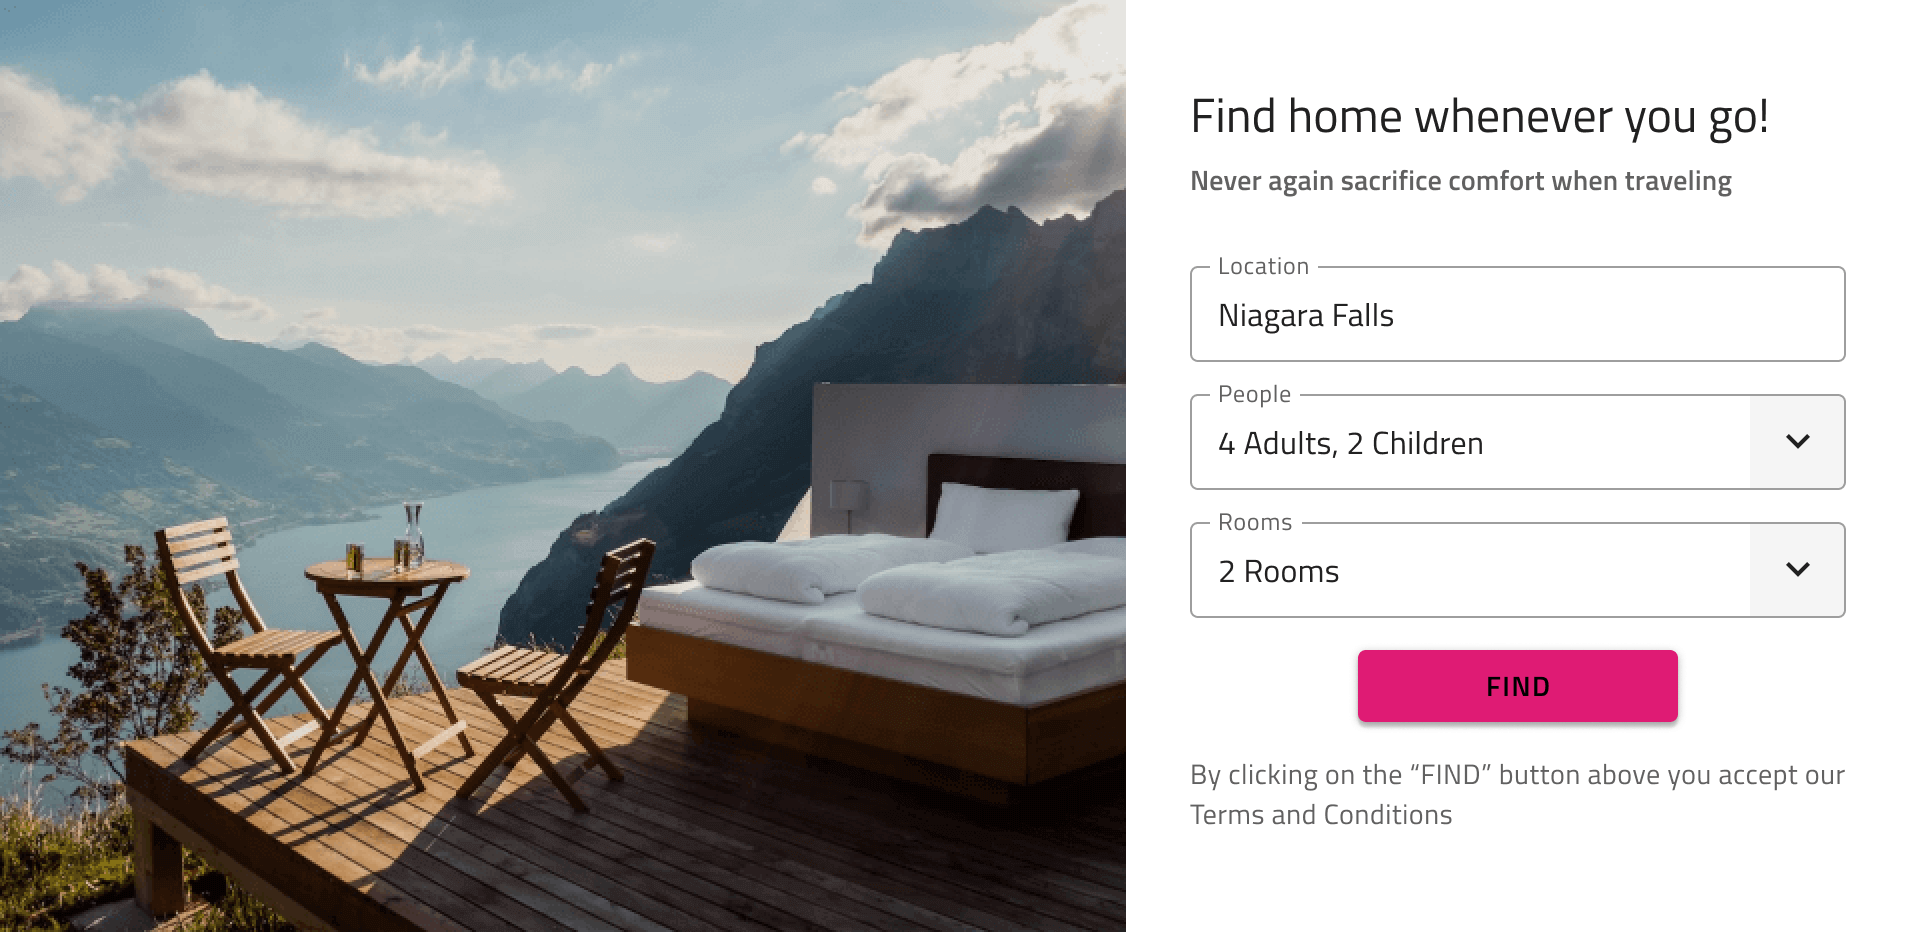 Find home whenever you go!
Never again sacrifice comfort when traveling
Location
Niagara Falls
People
4 Adults, 2 Children
Rooms
2 Rooms
FIND
By clicking on the “FIND” button above you accept our
Terms and Conditions